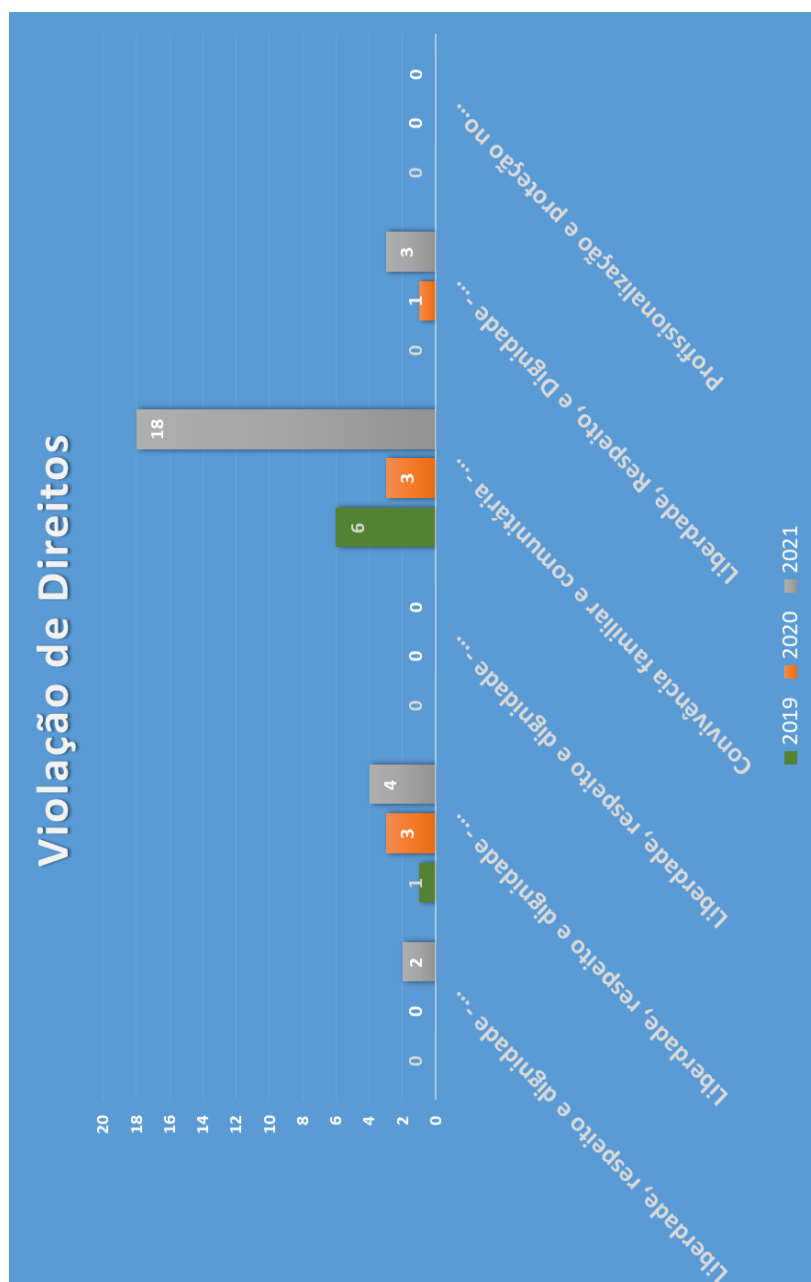 Violação de Direitos
20
18
16
14
12
10
8
6
4
2
0
0 0 2
1 3 4
0 0 0
6 3 18
0 1 3
0 0 0
Liberdade, respeito e dignidade -...
Liberdade, respeito e dignidade -...
Liberdade, respeito e dignidade -...
Convivência familiar e comunitária -...
Liberdade, Respeito, e Dignidade -...
Profissionalização e proteção no...
2019 2020 2021